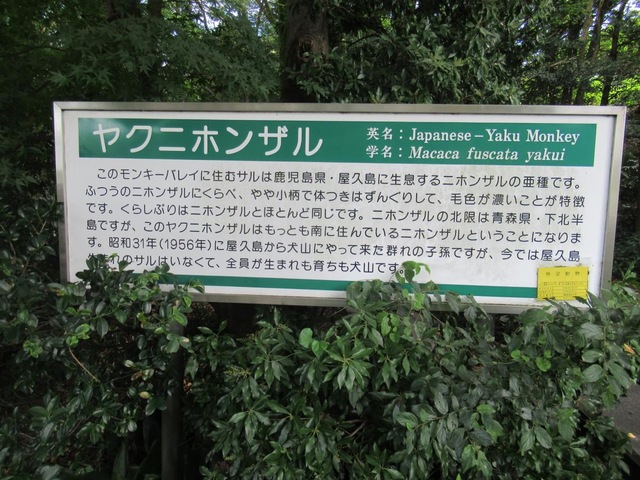 ヤクニホンザル
英名：Japanese－Yaku Monkey
学名：Macaca fuscata yakui
このモンキーバレイに住むサルは鹿児島県・屋久島に生息するニホンザルの亜種です。
ふつうのニホンザルにくらべ、やや小柄で体つきはずんぐりして、毛色が濃いことが特徴
です。くらしぶりはニホンザルとほとんど同じです。ニホンザルの北限は青森県・下北半
島ですが、このヤクニホンザルはもっとも南に住んでいるニホンザルということになりま
す。昭和31年（1956年）に屋久島から犬山にやって来た群れの子孫ですが、今では屋久島
生まれのサルはいなくて、全員が生まれも育ちも犬山です。